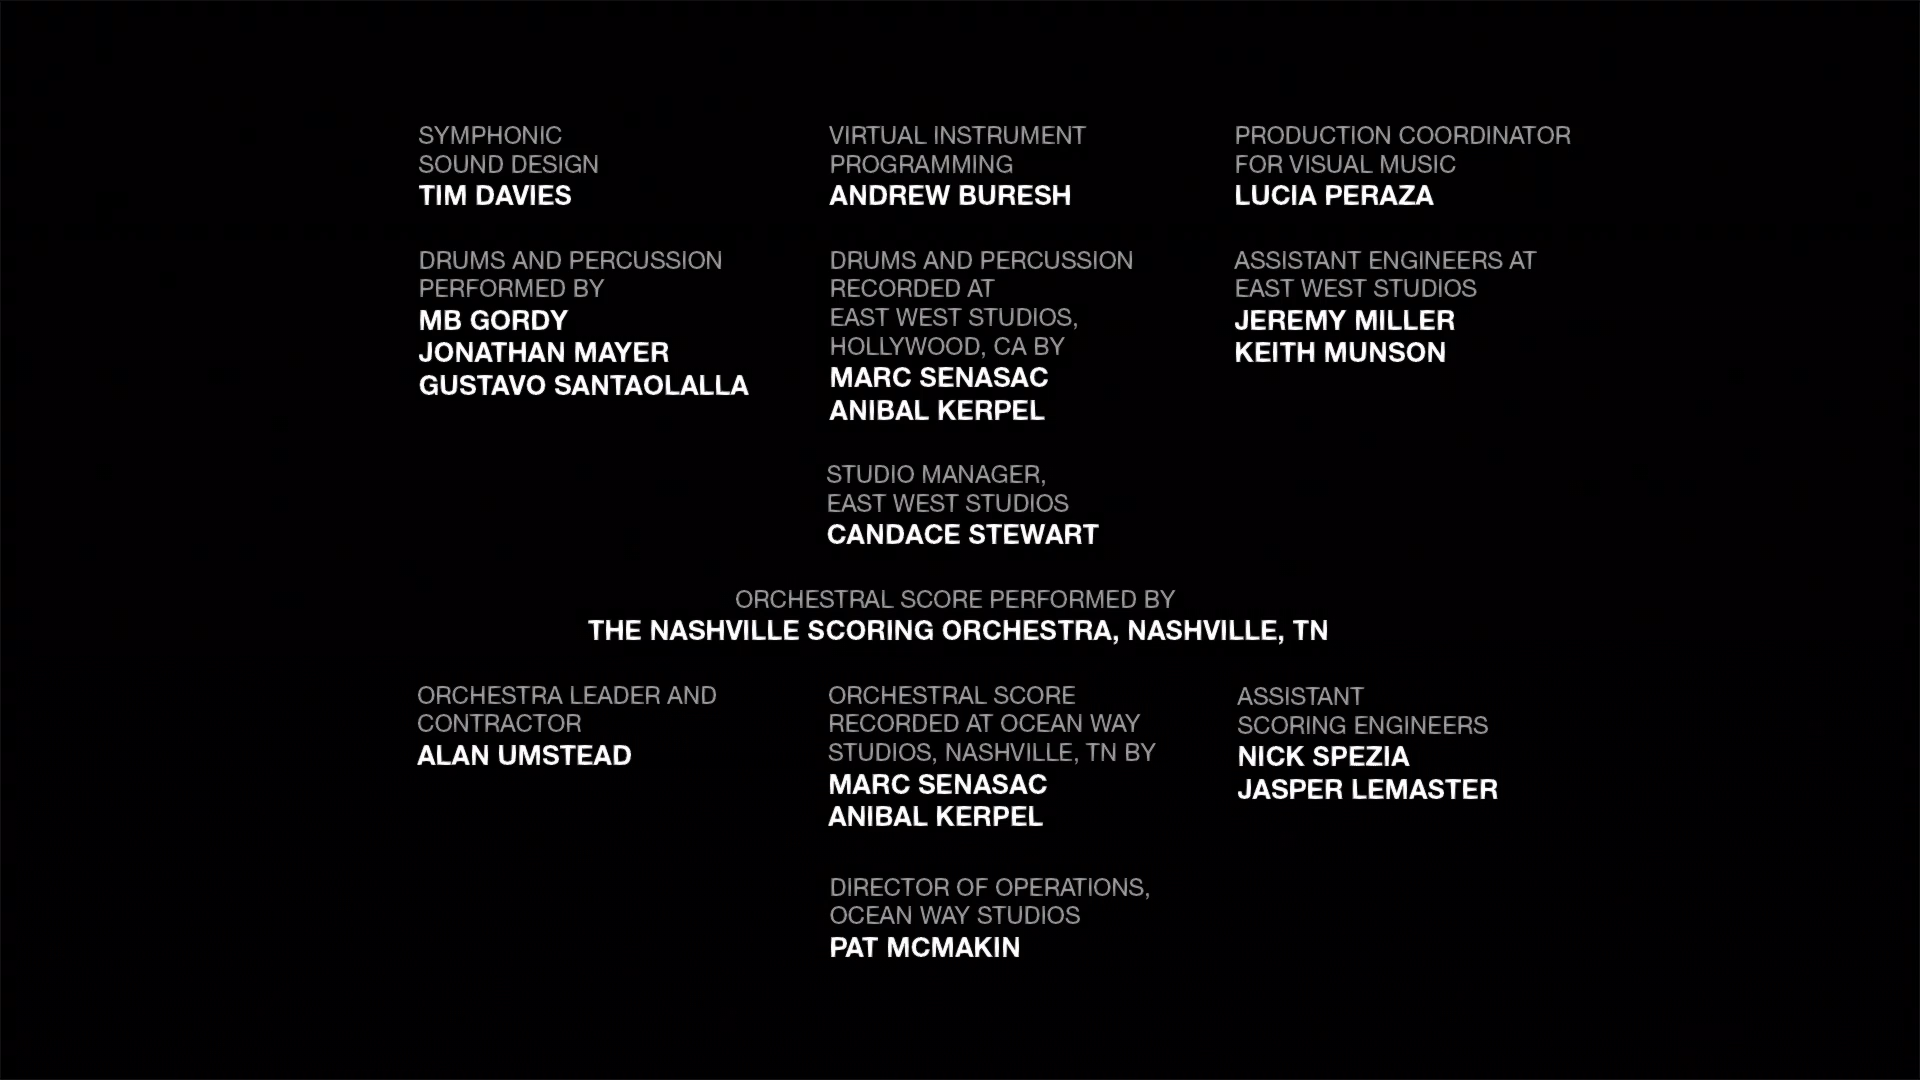 SYMPHONIC
SOUND DESIGN
TIM DAVIES
VIRTUAL INSTRUMENT
PROGRAMMING
ANDREW BURESH
PRODUCTION COORDINATOR
FOR VISUAL MUSIC
LUCIA PERAZA
DRUMS AND PERCUSSION
PERFORMED BY
MB GORDY
JONATHAN MAYER
GUSTAVO SANTAOLALLA
DRUMS AND PERCUSSION
RECORDED AT
EAST WEST STUDIOS,
HOLLYWOOD, CA BY
MARC SENASAC
ANIBAL KERPEL
ASSISTANT ENGINEERS AT
EAST WEST STUDIOS
JEREMY MILLER
KEITH MUNSON
STUDIO MANAGER,
EAST WEST STUDIOS
CANDACE STEWART
ORCHESTRAL SCORE PERFORMED BY
THE NASHVILLE SCORING ORCHESTRA, NASHVILLE, TN
ORCHESTRA LEADER AND
CONTRACTOR
ALAN UMSTEAD
ORCHESTRAL SCORE
RECORDED AT OCEAN WAY
STUDIOS, NASHVILLE, TN BY
MARC SENASAC
ANIBAL KERPEL
ASSISTANT
SCORING ENGINEERS
NICK SPEZIA
JASPER LEMASTER
DIRECTOR OF OPERATIONS,
OCEAN WAY STUDIOS
PAT MCMAKIN